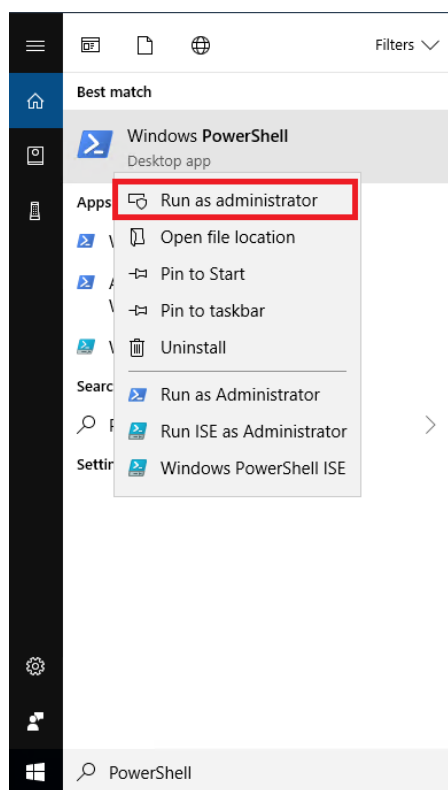 Filters
Best match
Windows PowerShell
Desktop app
Apps
Run as administrator
Open file location
Pin to Start
Pin to taskbar
Uninstall
Searc
Run as Administrator
Run ISE as Administrator
Settin
Windows PowerShell ISE
PowerShell